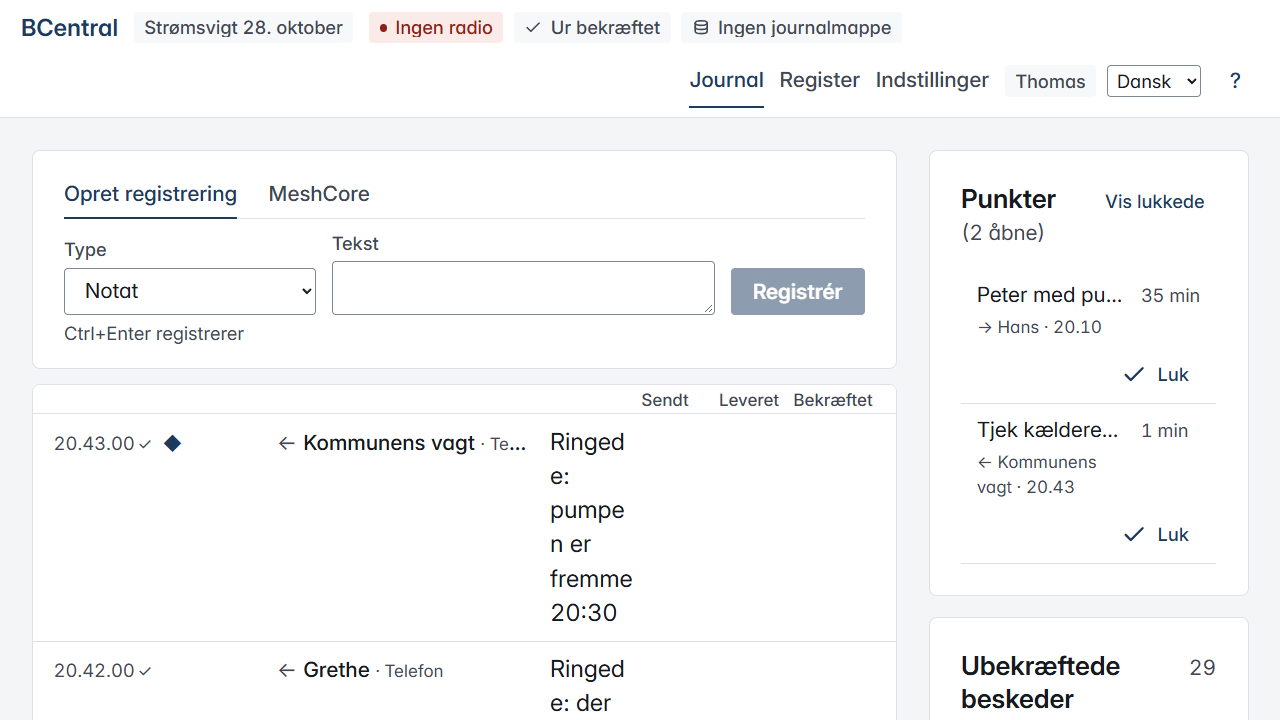 BCentral
Strømsvigt 28. oktober
Ingen radio
Ur bekræftet
Ingen journalmappe
Journal
Register
Indstillinger
Thomas
Dansk
?
Opret registrering
MeshCore
Type
Notat
Ctrl+Enter registrerer
Tekst
Registrér
Sendt
Leveret
Bekræftet
20.43.00
← Kommunens vagt · Te...
Ringed
e:
pumpe
n er
fremme
20:30
20.42.00
← Grethe · Telefon
Ringed
e: der
Punkter
(2 åbne)
Vis lukkede
Peter med pu...
35 min
→ Hans · 20.10
Luk
Tjek kældere...
1 min
← Kommunens
vagt · 20.43
Luk
Ubekræftede
beskeder
29